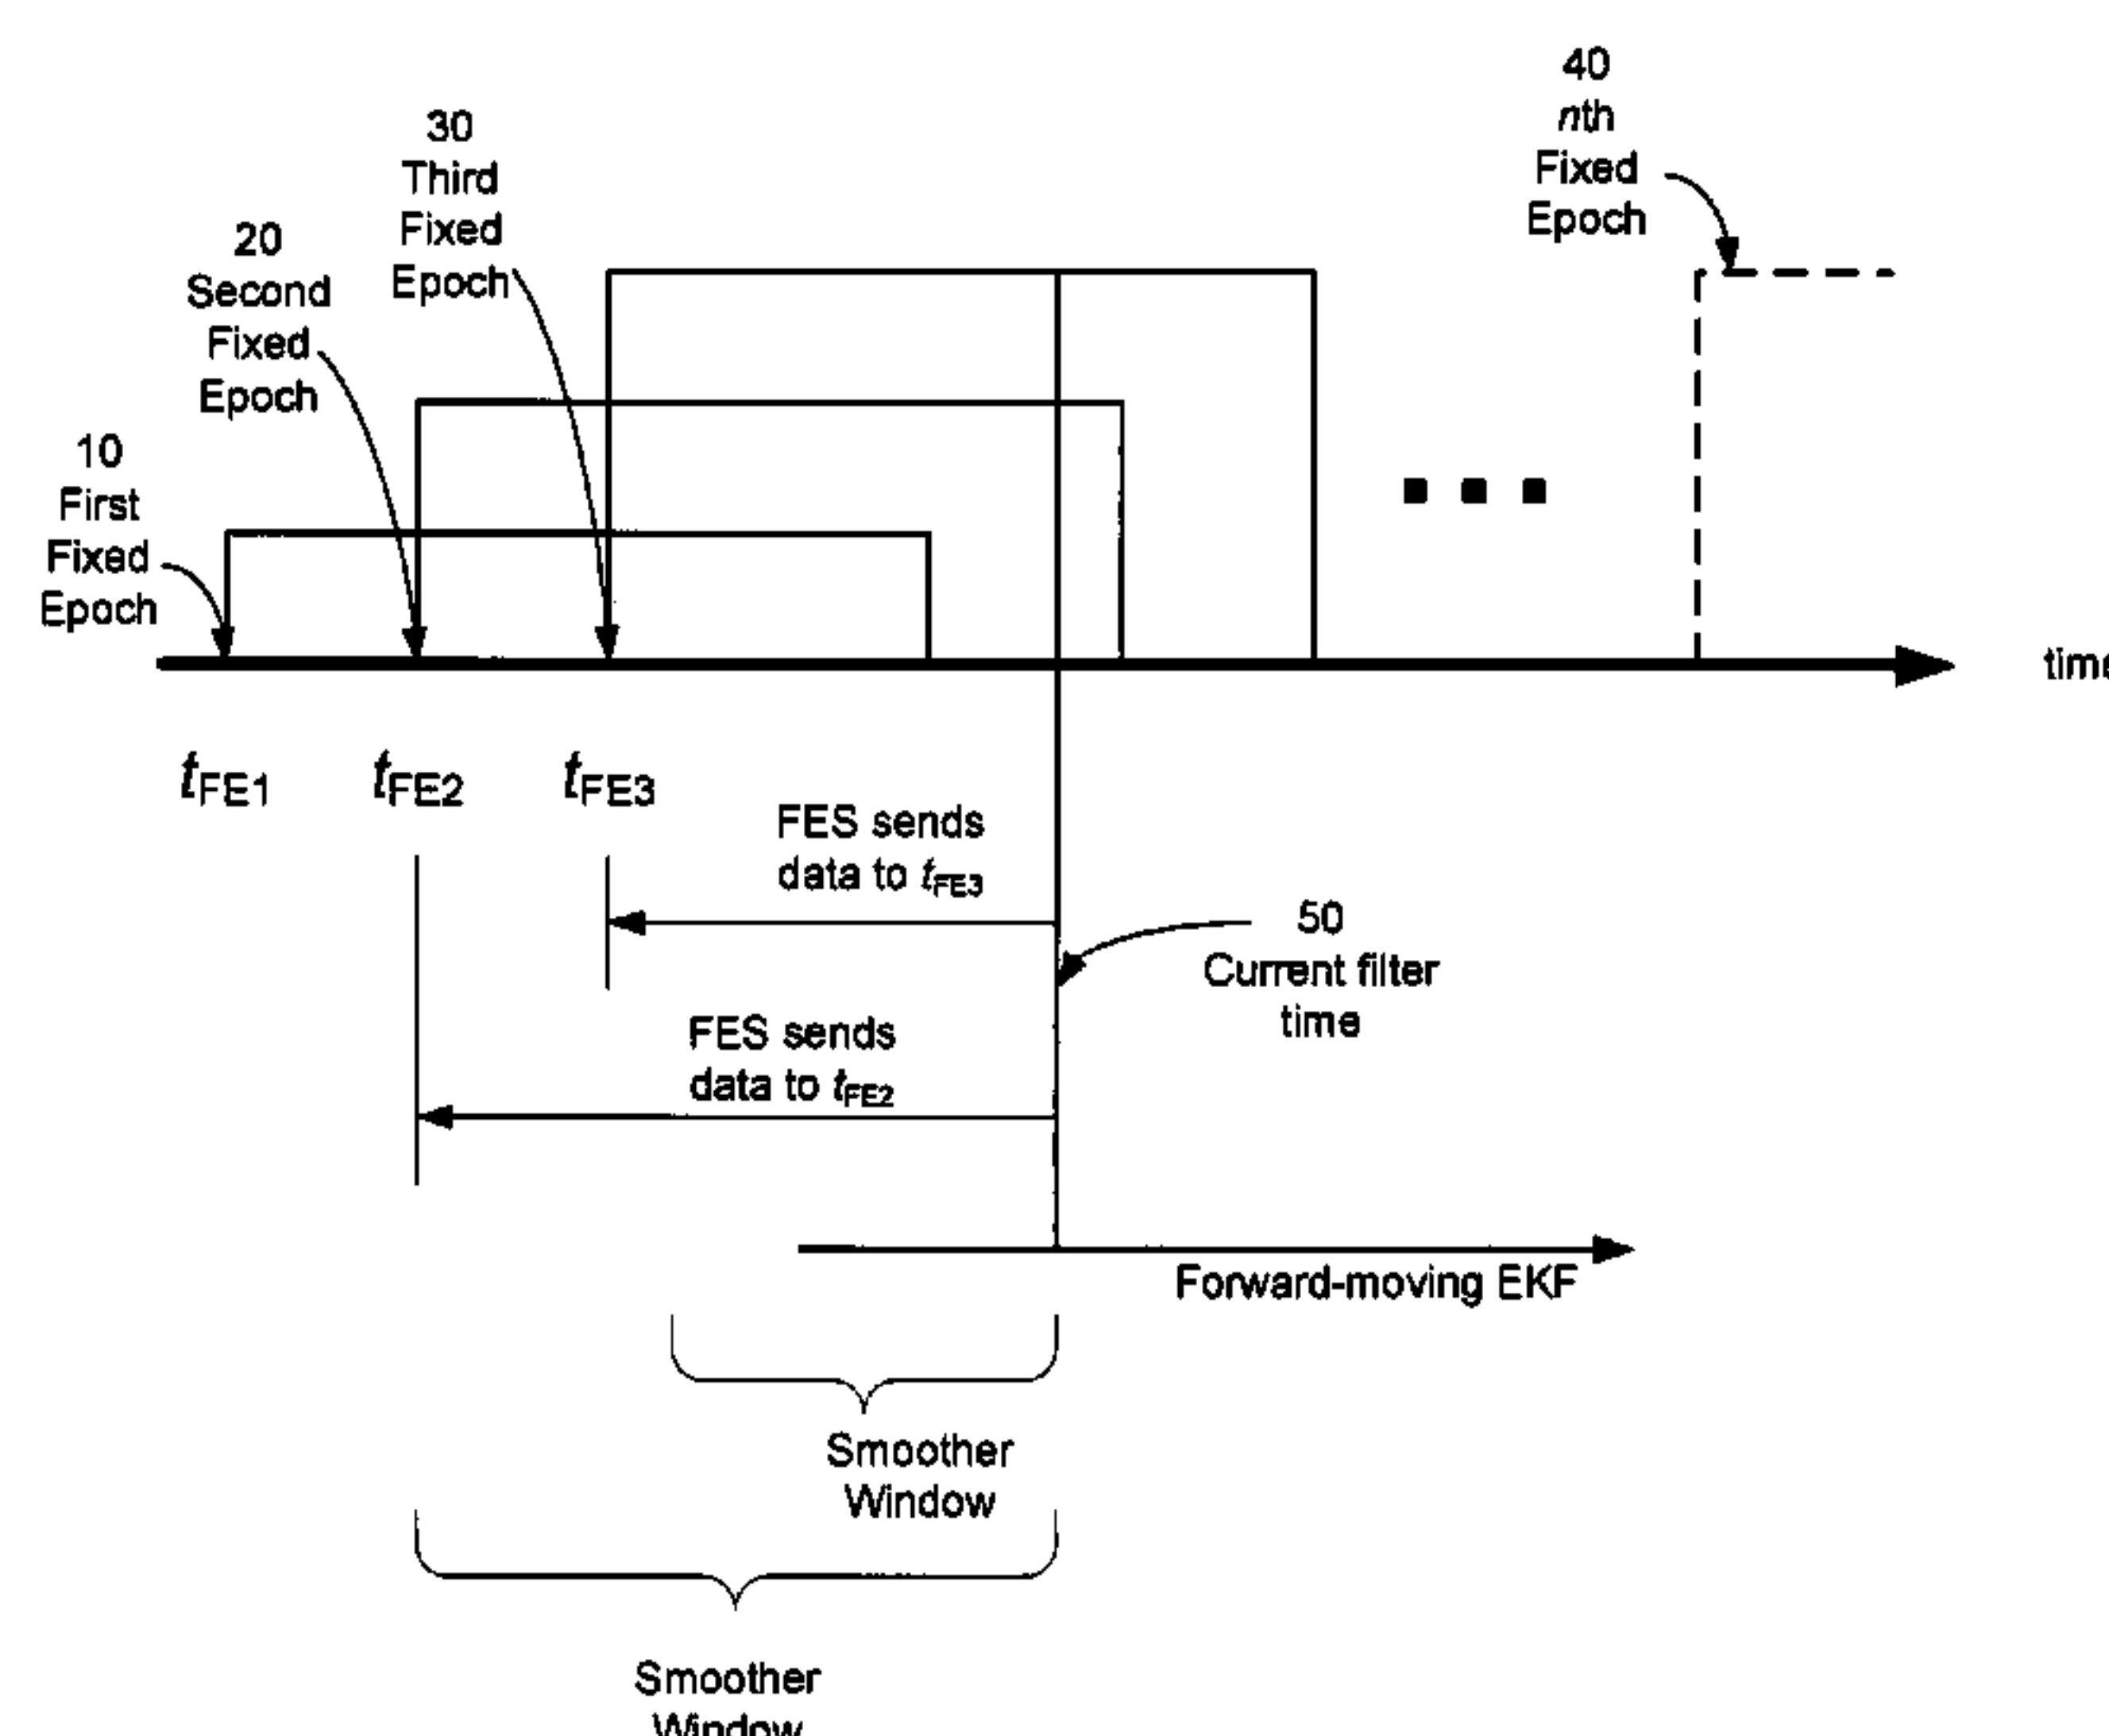 40
nth
Fixed
Epoch
30
Third
Fixed
Epoch
20
Second
Fixed
Epoch
10
First
Fixed
Epoch
tFE1
tFE2
tFE3
FES sends
data to tFE3
50
Current filter
time
FES sends
data to tFE2
Forward-moving EKF
Smoother
Window
Smoother
Window